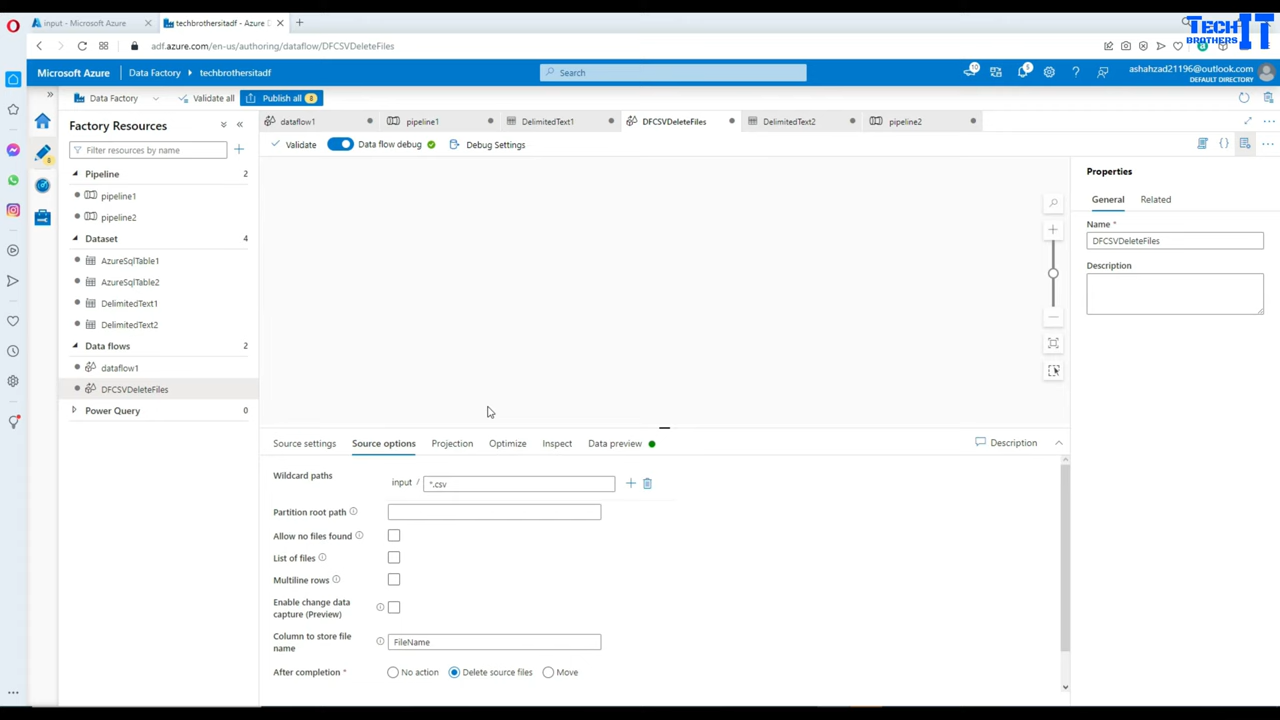 input - Microsoft Azure
techbrothersitadf - Azure D
TECH IT
BROTHERS
adf.azure.com/en-us/authoring/dataflow/DFCSVDeleteFiles
Microsoft Azure
Data Factory
techbrothersitadf
Search
10
5
ashahzad21196@outlook.com
DEFAULT DIRECTORY
Data Factory
Validate all
Publish all 8
Factory Resources
Filter resources by name
8
Pipeline 2
pipeline1
pipeline2
Dataset 4
AzureSqlTable1
AzureSqlTable2
DelimitedText1
DelimitedText2
Data flows 2
dataflow1
DFCSVDeleteFiles
Power Query 0
dataflow1
pipeline1
DelimitedText1
DFCSVDeleteFiles
DelimitedText2
pipeline2
Validate
Data flow debug
Debug Settings
Properties
General
Related
Name *
DFCSVDeleteFiles
Description
Source settings
Source options
Projection
Optimize
Inspect
Data preview
Description
Wildcard paths
input / *.csv
Partition root path
Allow no files found
List of files
Multiline rows
Enable change data
capture (Preview)
Column to store file
name
FileName
After completion *
No action
Delete source files
Move